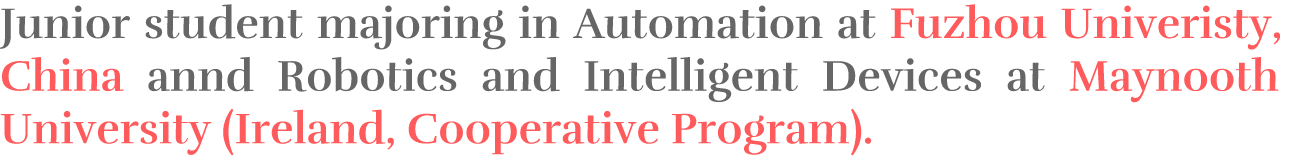 Junior student majoring in Automation at Fuzhou Univeristy,
China annd Robotics and Intelligent Devices at Maynooth
University (Ireland, Cooperative Program).